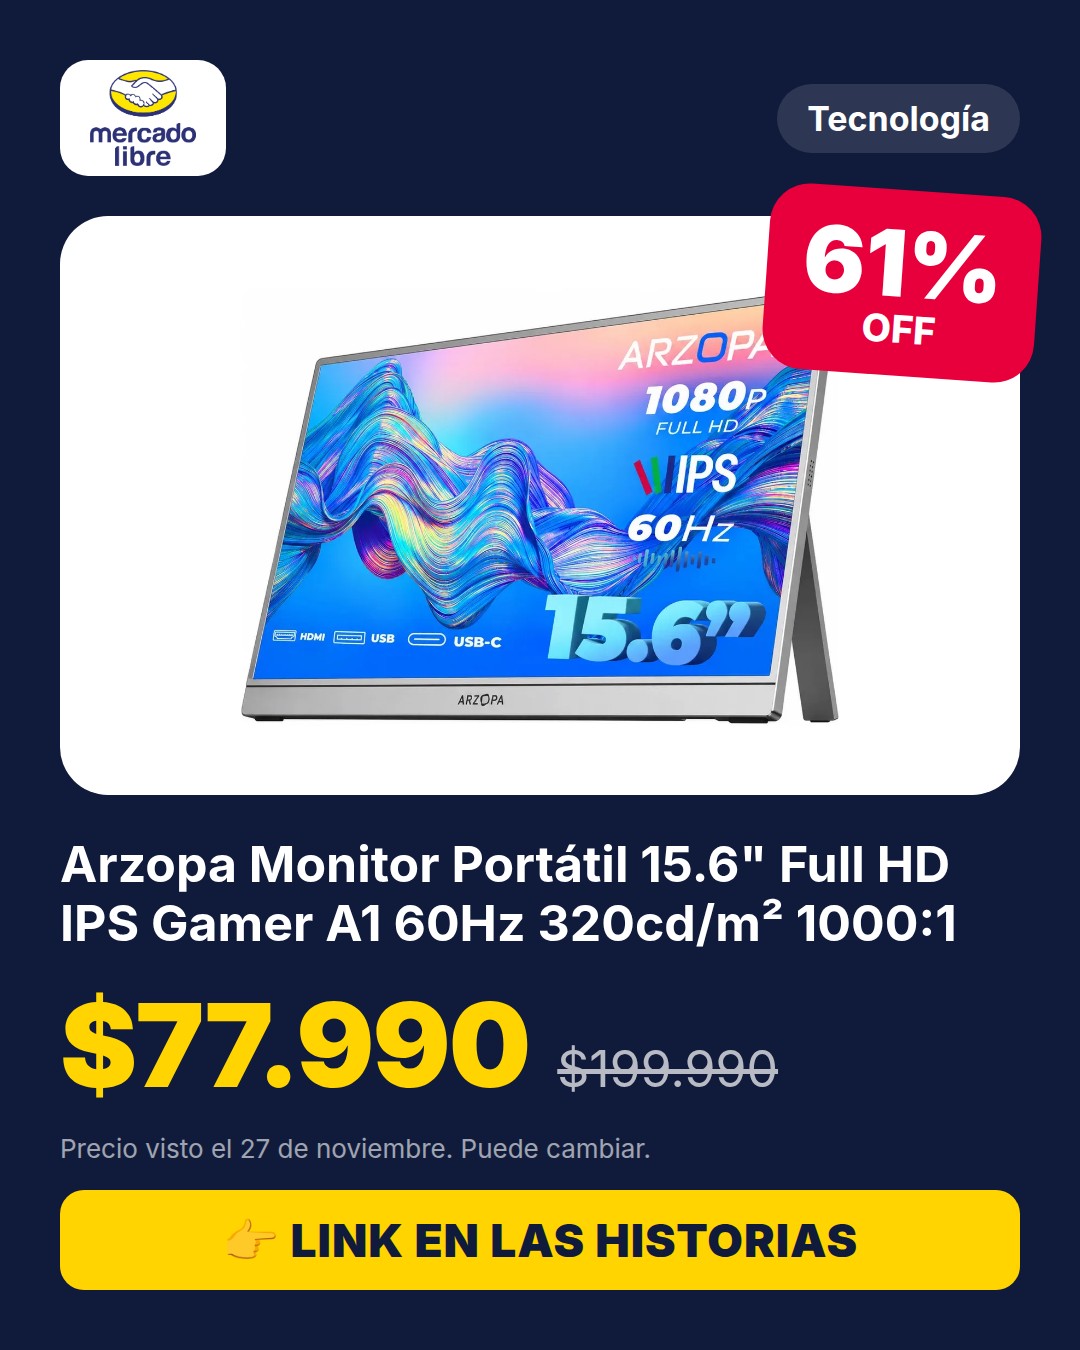 mercado
libre
Tecnología
61%
OFF
ARZOPA
1080P
FULL HD
IPS
60Hz
15.6”
HDMI USB USB-C
ARZOPA
Arzopa Monitor Portátil 15.6" Full HD
IPS Gamer A1 60Hz 320cd/m² 1000:1
$77.990 $199.990
Precio visto el 27 de noviembre. Puede cambiar.
👉 LINK EN LAS HISTORIAS